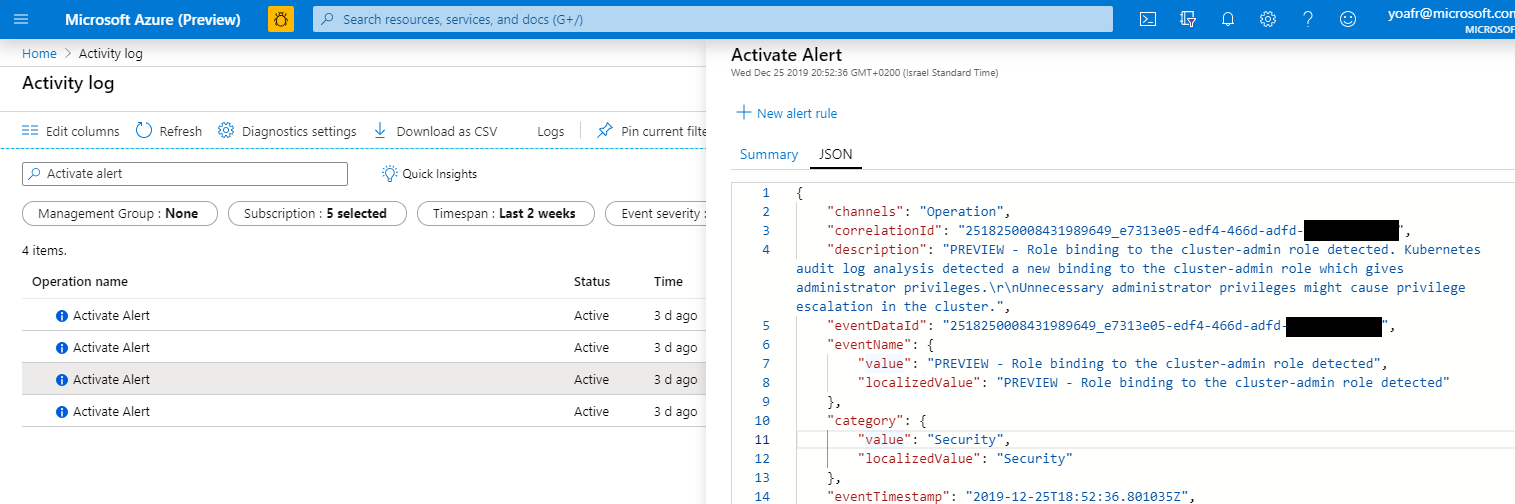 Microsoft Azure (Preview)
Search resources, services, and docs (G+/)
yoafr@microsoft.com
MICROSOF
Home > Activity log
Activity log
Edit columns Refresh Diagnostics settings Download as CSV Logs Pin current filte
Activate alert
Quick Insights
Management Group : None Subscription : 5 selected Timespan : Last 2 weeks Event severity :
4 items.
Operation name Status Time
Activate Alert Active 3 d ago
Activate Alert Active 3 d ago
Activate Alert Active 3 d ago
Activate Alert Active 3 d ago
Activate Alert
Wed Dec 25 2019 20:52:36 GMT+0200 (Israel Standard Time)
New alert rule
Summary JSON
1 {
2 "channels": "Operation",
3 "correlationId": "2518250008431989649_e7313e05-edf4-466d-adfd- ",
4 "description": "PREVIEW - Role binding to the cluster-admin role detected. Kubernetes
audit log analysis detected a new binding to the cluster-admin role which gives
administrator privileges.\r\nUnnecessary administrator privileges might cause privilege
escalation in the cluster.",
5 "eventDataId": "2518250008431989649_e7313e05-edf4-466d-adfd- ",
6 "eventName": {
7 "value": "PREVIEW - Role binding to the cluster-admin role detected",
8 "localizedValue": "PREVIEW - Role binding to the cluster-admin role detected"
9 },
10 "category": {
11 "value": "Security",
12 "localizedValue": "Security"
13 },
14 "eventTimestamp": "2019-12-25T18:52:36.801035Z",